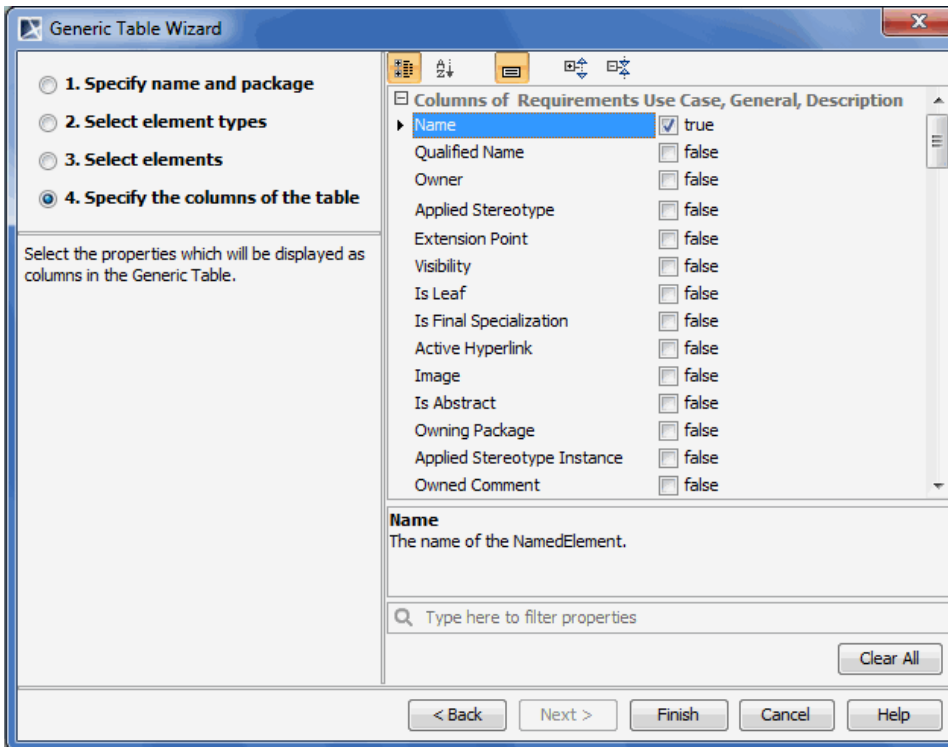 Generic Table Wizard
1. Specify name and package
2. Select element types
3. Select elements
4. Specify the columns of the table
Select the properties which will be displayed as
columns in the Generic Table.
Columns of  Requirements Use Case, General, Description
Name true
Qualified Name false
Owner false
Applied Stereotype false
Extension Point false
Visibility false
Is Leaf false
Is Final Specialization false
Active Hyperlink false
Image false
Is Abstract false
Owning Package false
Applied Stereotype Instance false
Owned Comment false
Name
The name of the NamedElement.
Type here to filter properties
Clear All
< Back Next > Finish Cancel Help